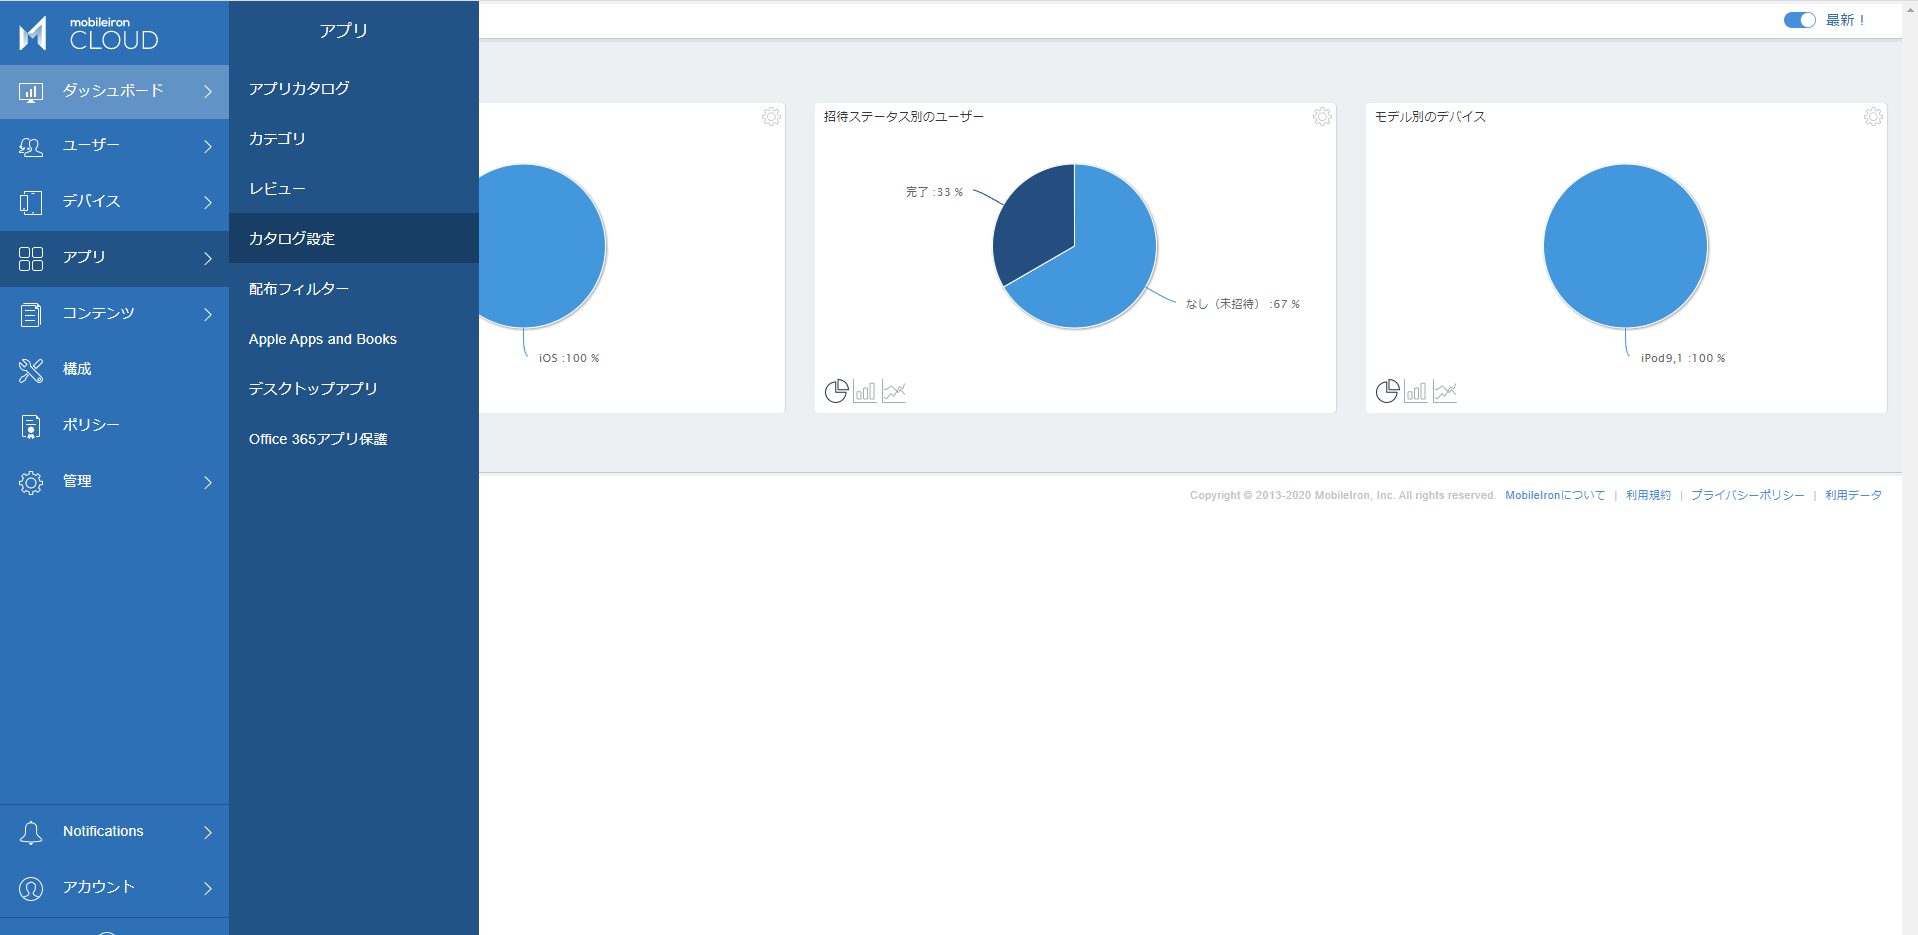 mobileiron
CLOUD
ダッシュボード
ユーザー
デバイス
アプリ
コンテンツ
構成
ポリシー
管理
Notifications
アカウント
アプリ
アプリカタログ
カテゴリ
レビュー
カタログ設定
配布フィルター
Apple Apps and Books
デスクトップアプリ
Office 365アプリ保護
最新！
iOS :100 %
招待ステータス別のユーザー
完了 :33 %
なし（未招待） :67 %
モデル別のデバイス
iPod9,1 :100 %
Copyright © 2013-2020 MobileIron, Inc. All rights reserved. MobileIronについて | 利用規約 | プライバシーポリシー | 利用データ